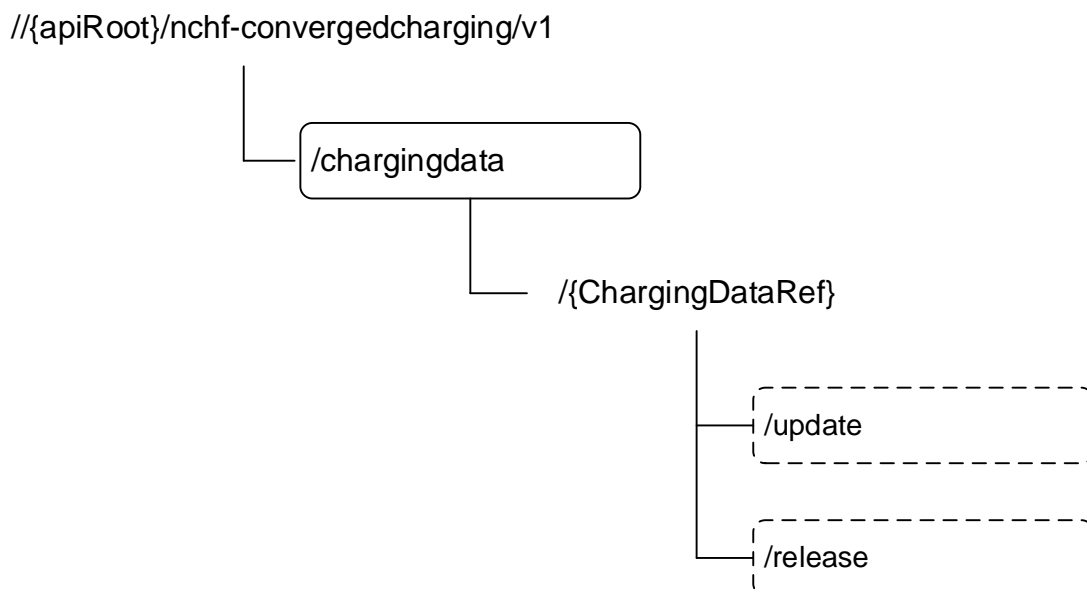 //{apiRoot}/nchf-convergedcharging/v1
/chargingdata
/{ChargingDataRef}
/update
/release